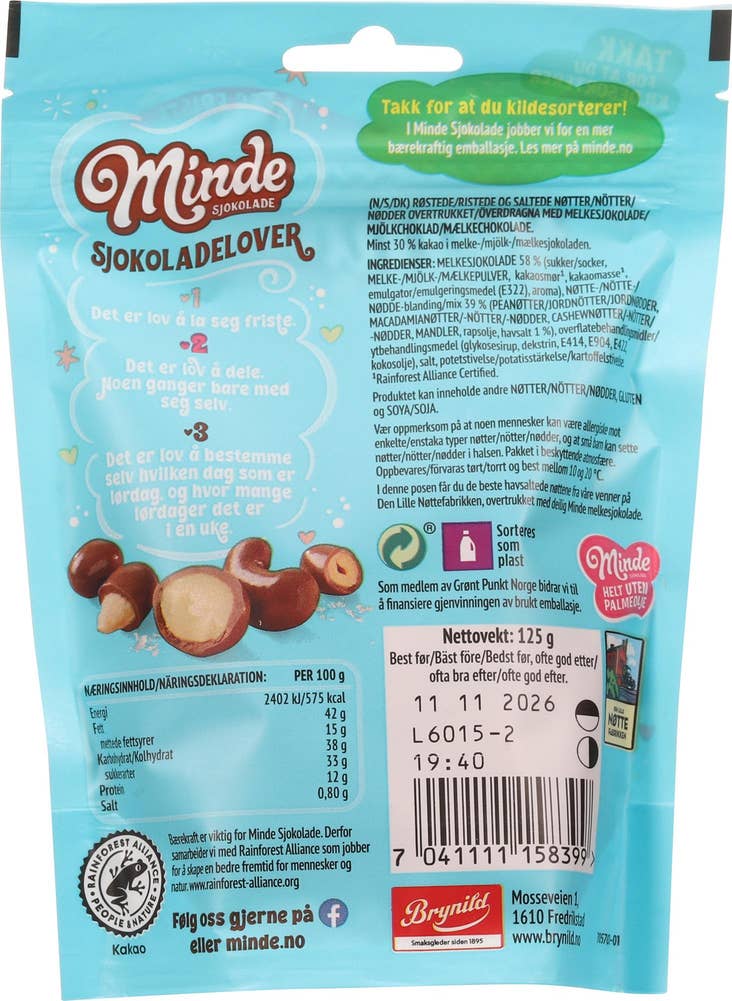 Takk for at du kildesorterer!
I Minde Sjokolade jobber vi for en mer
bærekraftig emballasje. Les mer på minde.no
Minde
SJOKOLADE
SJOKOLADELOVER
1
Det er lov å la seg friste.
2
Det er lov å dele.
Noen ganger bare med
seg selv.
3
Det er lov å bestemme
selv hvilken dag som er
lørdag, og hvor mange
lørdager det er
i en uke.
(N/S/DK) RØSTEDE/RISTEDE OG SALTEDE NØTTER/NÖTTER/
NØDDER OVERTRUKKET/ÖVERDRAGNA MED MELKESJOKOLADE/
MJÖLKCHOKLAD/MÆLKECHOKOLADE.
Minst 30 % kakao i melke-/mjölk-/mælkesjokoladen.
INGREDIENSER: MELKESJOKOLADE 58 % (sukker/socker,
MELKE-/MJÖLK-/MÆLKEPULVER, kakaosmør¹, kakaomasse¹,
emulgator/emulgeringsmedel (E322), aroma), NØTTE-/NÖTTE-/
NØDDE-blanding/mix 39 % (PEANØTTER/JORDNÖTTER/JORDNØDDER,
MACADAMIANØTTER/-NÖTTER/-NØDDER, CASHEWNØTTER/-NÖTTER/
-NØDDER, MANDLER, rapsolje, havsalt 1 %), overflatebehandlingsmidler/
ytbehandlingsmedel (glykosesirup, dekstrin, E414, E904, E472,
kokosolje), salt, potetstivelse/potatisstärkelse/kartoffelstivelse.
¹Rainforest Alliance Certified.
Produktet kan inneholde andre NØTTER/NÖTTER/NØDDER, GLUTEN
og SOYA/SOJA.
Vær oppmerksom på at noen mennesker kan være allergiske mot
enkelte/enstaka typer nøtter/nötter/nødder, og at små barn kan sette
nøtter/nötter/nødder i halsen. Pakket i beskyttende atmosfære.
Oppbevares/förvaras tørt/torrt og best mellom 10 og 20 °C.
I denne posen får du de beste havsaltede nøttene fra våre venner på
Den Lille Nøttefabrikken, overtrukket med deilig Minde melkesjokolade.
®
Sorteres
som
plast
Minde
HELT UTEN
PALMEOLJE
Som medlem av Grønt Punkt Norge bidrar vi til
å finansiere gjenvinningen av brukt emballasje.
Nettovekt: 125 g
Best før/Bäst före/Bedst før, ofte god etter/
ofta bra efter/ofte god efter.
11 11 2026
L6015-2
19:40
7 041111 158399 >
NØTTE
FABRIKKEN
NÆRINGSINNHOLD/NÄRINGSDEKLARATION: PER 100 g
Energi 2402 kJ/575 kcal
Fett 42 g
mettede fettsyrer 15 g
Karbohydrat/Kolhydrat 38 g
sukkerarter 33 g
Protein 12 g
Salt 0,80 g
RAINFOREST ALLIANCE
PEOPLE & NATURE
Kakao
Bærekraft er viktig for Minde Sjokolade. Derfor
samarbeider vi med Rainforest Alliance som jobber
for å skape en bedre fremtid for mennesker og
natur. www.rainforest-alliance.org
Følg oss gjerne på f
eller minde.no
Brynild
Smaksgleder siden 1895
Mosseveien 1,
1610 Fredrikstad
www.brynild.no
70570-01